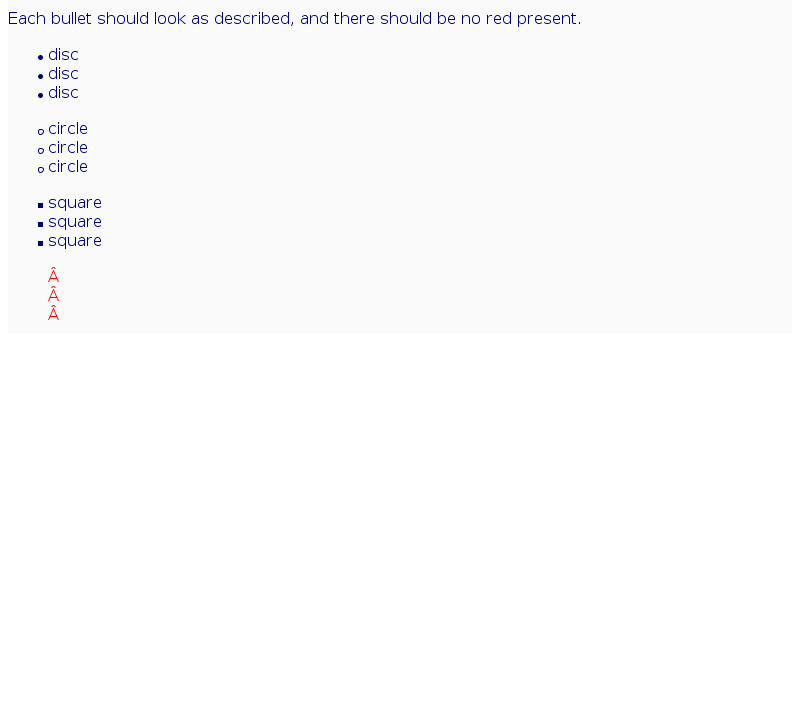 Each bullet should look as described, and there should be no red present.
disc
disc
disc
circle
circle
circle
square
square
square
Â
Â
Â